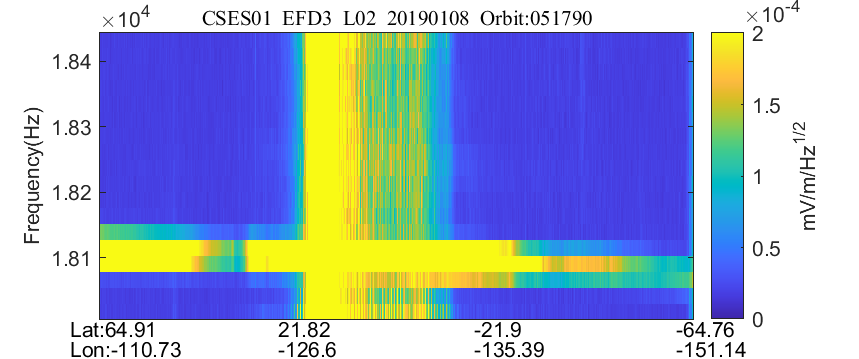 ×10⁴
CSES01 EFD3 L02 20190108 Orbit:051790
×10⁻⁴
1.84
1.83
1.82
1.81
Frequency(Hz)
2
1.5
1
0.5
0
mV/m/Hz^1/2
Lat:64.91 21.82 -21.9 -64.76
Lon:-110.73 -126.6 -135.39 -151.14